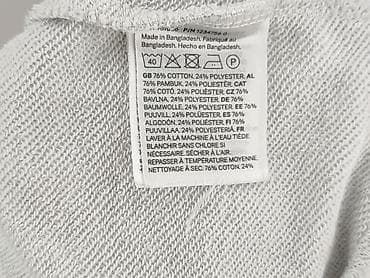 Made in Bangladesh.
Made in Bangladesh. Fabriqué au
Bangladesh. Hecho en Bangladesh.
40 P
GB 76% COTTON, 24% POLYESTER, AL
76% PAMBUK, 24% POLIESTER, CAT
76% COTÓ, 24% POLIÈSTER, CZ 76%
BAVLNA, 24% POLYESTER, DE 76%
BAUMWOLLE, 24% POLYESTER, EE 76%
PUUVILL, 24% POLÜESTER, ES 76%
ALGODÓN, 24% POLIÉSTER, FI 76%
PUUVILLAA, 24% POLYESTERIÄ, FR
LAVER À LA MACHINE À L'EAU TIÈDE.
BLANCHIR SANS CHLORE SI
NÉCESSAIRE. SÉCHER À L'AIR.
REPASSER À TEMPÉRATURE MOYENNE.
NETTOYAGE À SEC. 76% COTON, 24%